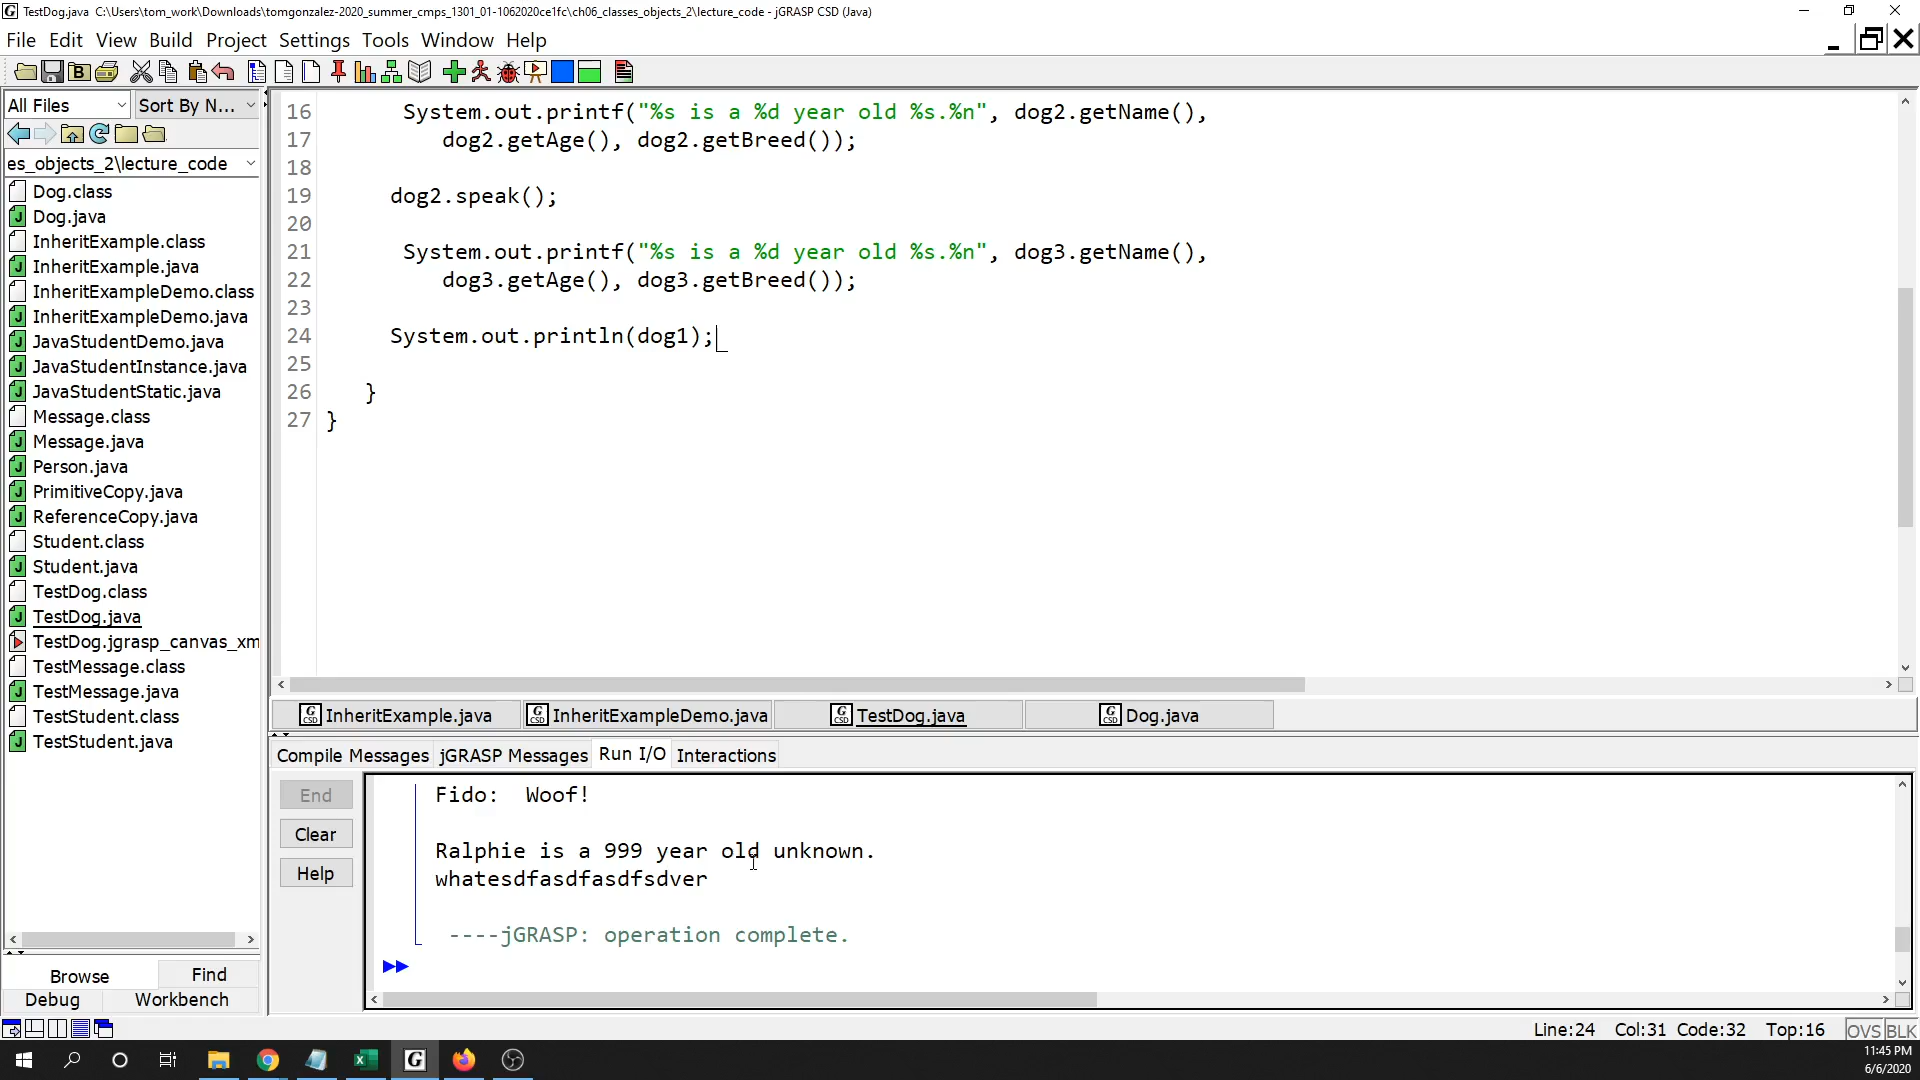 TestDog.java C:\Users\tom_work\Downloads\tomgonzalez-2020_summer_cmps_1301_01-1062020ce1fc\ch06_classes_objects_2\lecture_code - jGRASP CSD (Java)
File Edit View Build Project Settings Tools Window Help
All Files Sort By N...
es_objects_2\lecture_code
Dog.class
Dog.java
InheritExample.class
InheritExample.java
InheritExampleDemo.class
InheritExampleDemo.java
JavaStudentDemo.java
JavaStudentInstance.java
JavaStudentStatic.java
Message.class
Message.java
Person.java
PrimitiveCopy.java
ReferenceCopy.java
Student.class
Student.java
TestDog.class
TestDog.java
TestDog.jgrasp_canvas_xm
TestMessage.class
TestMessage.java
TestStudent.class
TestStudent.java
Browse Find
Debug Workbench
16 System.out.printf("%s is a %d year old %s.%n", dog2.getName(),
17 dog2.getAge(), dog2.getBreed());
18
19 dog2.speak();
20
21 System.out.printf("%s is a %d year old %s.%n", dog3.getName(),
22 dog3.getAge(), dog3.getBreed());
23
24 System.out.println(dog1);
25
26 }
27 }
InheritExample.java InheritExampleDemo.java TestDog.java Dog.java
Compile Messages jGRASP Messages Run I/O Interactions
End
Clear
Help
Fido: Woof!
Ralphie is a 999 year old unknown.
whatesdfasdfasdfsdver
----jGRASP: operation complete.
Line:24 Col:31 Code:32 Top:16 OVS BLK
11:45 PM
6/6/2020